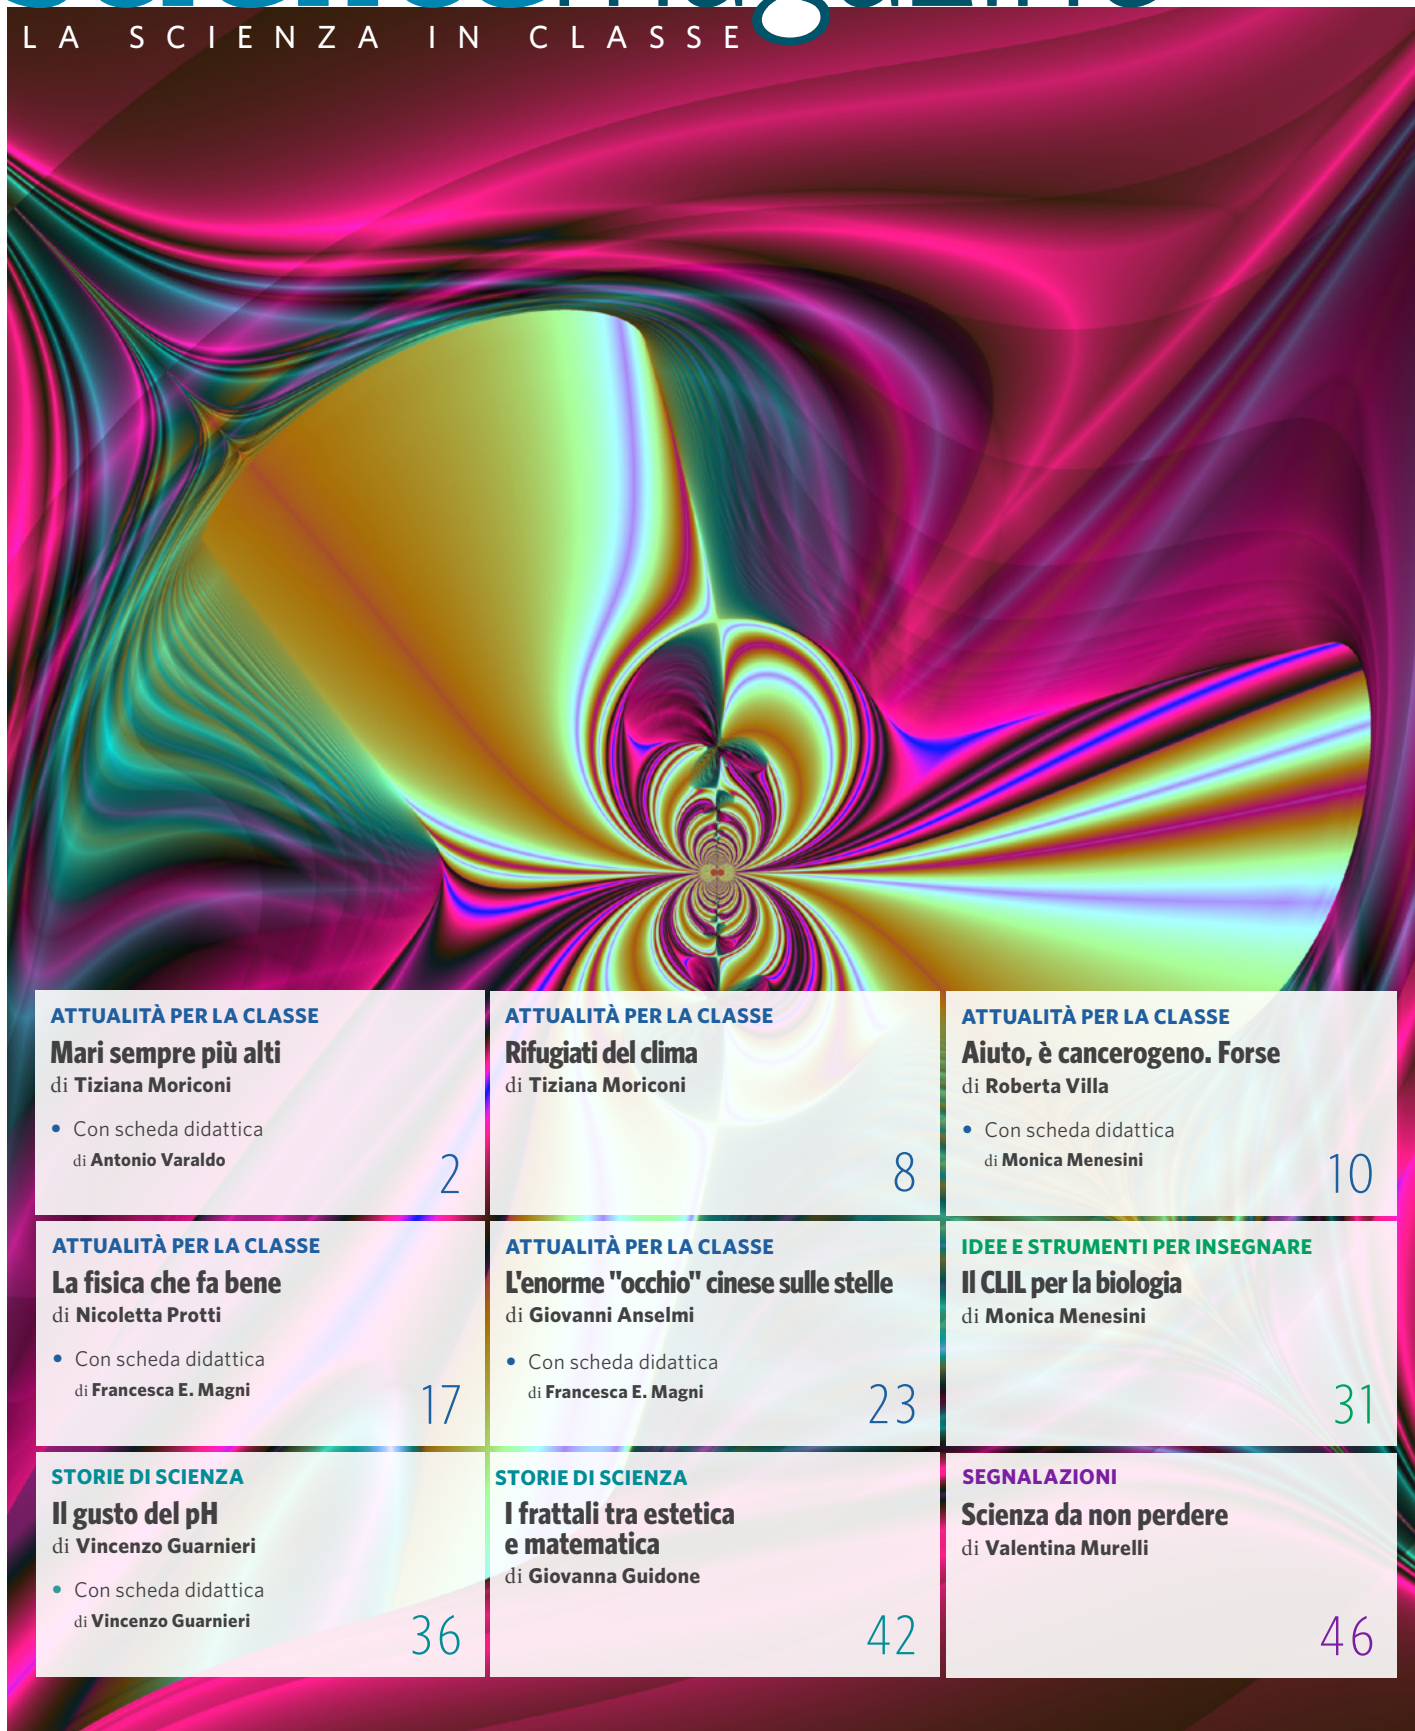 LA SCIENZA IN CLASSE
ATTUALITÀ PER LA CLASSE
Mari sempre più alti
di Tiziana Moriconi
• Con scheda didattica
di Antonio Varaldo
2
ATTUALITÀ PER LA CLASSE
Rifugiati del clima
di Tiziana Moriconi
8
ATTUALITÀ PER LA CLASSE
Aiuto, è cancerogeno. Forse
di Roberta Villa
• Con scheda didattica
di Monica Menesini
10
ATTUALITÀ PER LA CLASSE
La fisica che fa bene
di Nicoletta Protti
• Con scheda didattica
di Francesca E. Magni
17
ATTUALITÀ PER LA CLASSE
L'enorme "occhio" cinese sulle stelle
di Giovanni Anselmi
• Con scheda didattica
di Francesca E. Magni
23
IDEE E STRUMENTI PER INSEGNARE
Il CLIL per la biologia
di Monica Menesini
31
STORIE DI SCIENZA
Il gusto del pH
di Vincenzo Guarnieri
• Con scheda didattica
di Vincenzo Guarnieri
36
STORIE DI SCIENZA
I frattali tra estetica
e matematica
di Giovanna Guidone
42
SEGNALAZIONI
Scienza da non perdere
di Valentina Murelli
46